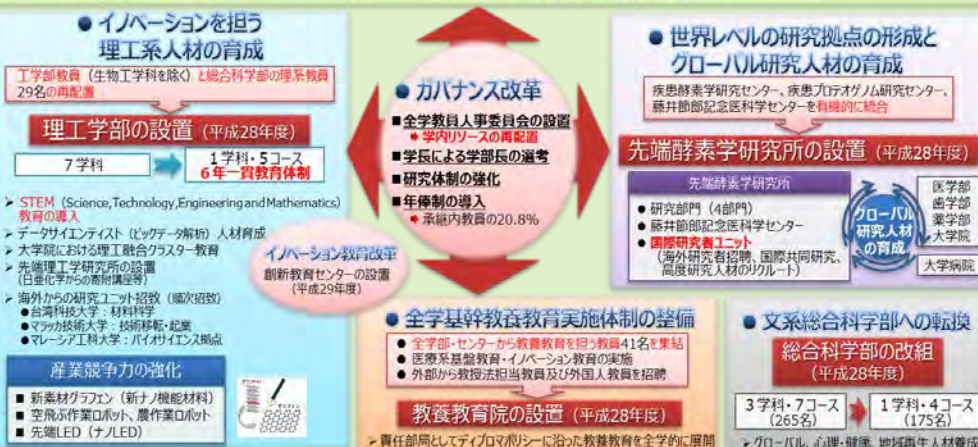 ● イノベーションを担う
理工系人材の育成
工学部教員（生物工学科を除く）と総合科学部の理系教員
29名の再配置
理工学部の設置（平成28年度）
7学科
1学科・5コース
6年一貫教育体制
➢ STEM（Science,Technology,Engineering and Mathematics）
教育の導入
➢ データサイエンティスト（ビッグデータ解析）人材育成
➢ 大学院における理工融合クラスター教育
➢ 先端理工学研究所の設置
（日亜化学からの寄附講座等）
➢ 海外からの研究ユニット招致（順次招致）
●台湾科技大学：材料科学
●マラッカ技術大学：技術移転・起業
●マレーシア工科大学：バイオサイエンス拠点
産業競争力の強化
■ 新素材グラフェン（新ナノ機能材料）
■ 空飛ぶ作業ロボット、農作業ロボット
■ 先端LED（ナノLED）
● ガバナンス改革
■全学教員人事委員会の設置
➧ 学内リソースの再配置
■学長による学部長の選考
■研究体制の強化
■年俸制の導入
➧ 承継内教員の20.8%
イノベーション教育改革
創新教育センターの設置
（平成29年度）
● 全学基幹教養教育実施体制の整備
● 全学部・センターから教養教育を担う教員41名を集結
● 医療系基盤教育・イノベーション教育の実施
● 外部から教授法担当教員及び外国人教員を招聘
教養教育院の設置（平成28年度）
➢ 責任部局としてディプロマポリシーに沿った教養教育を全学的に展開
● 世界レベルの研究拠点の形成と
グローバル研究人材の育成
疾患酵素学研究センター、疾患プロテオゲノム研究センター、
藤井節郎記念医科学センターを有機的に統合
先端酵素学研究所の設置（平成28年度）
先端酵素学研究所
● 研究部門（4部門）
● 藤井節郎記念医科学センター
● 国際研究者ユニット
（海外研究者招聘、国際共同研究、
高度研究人材のリクルート）
グローバル
研究人材
の育成
医学部
歯学部
薬学部
大学院
大学病院
● 文系総合科学部への転換
総合科学部の改組
（平成28年度）
3学科・7コース
（265名）
1学科・4コース
（175名）
➢グローバル、心理・健康、地域再生人材育成